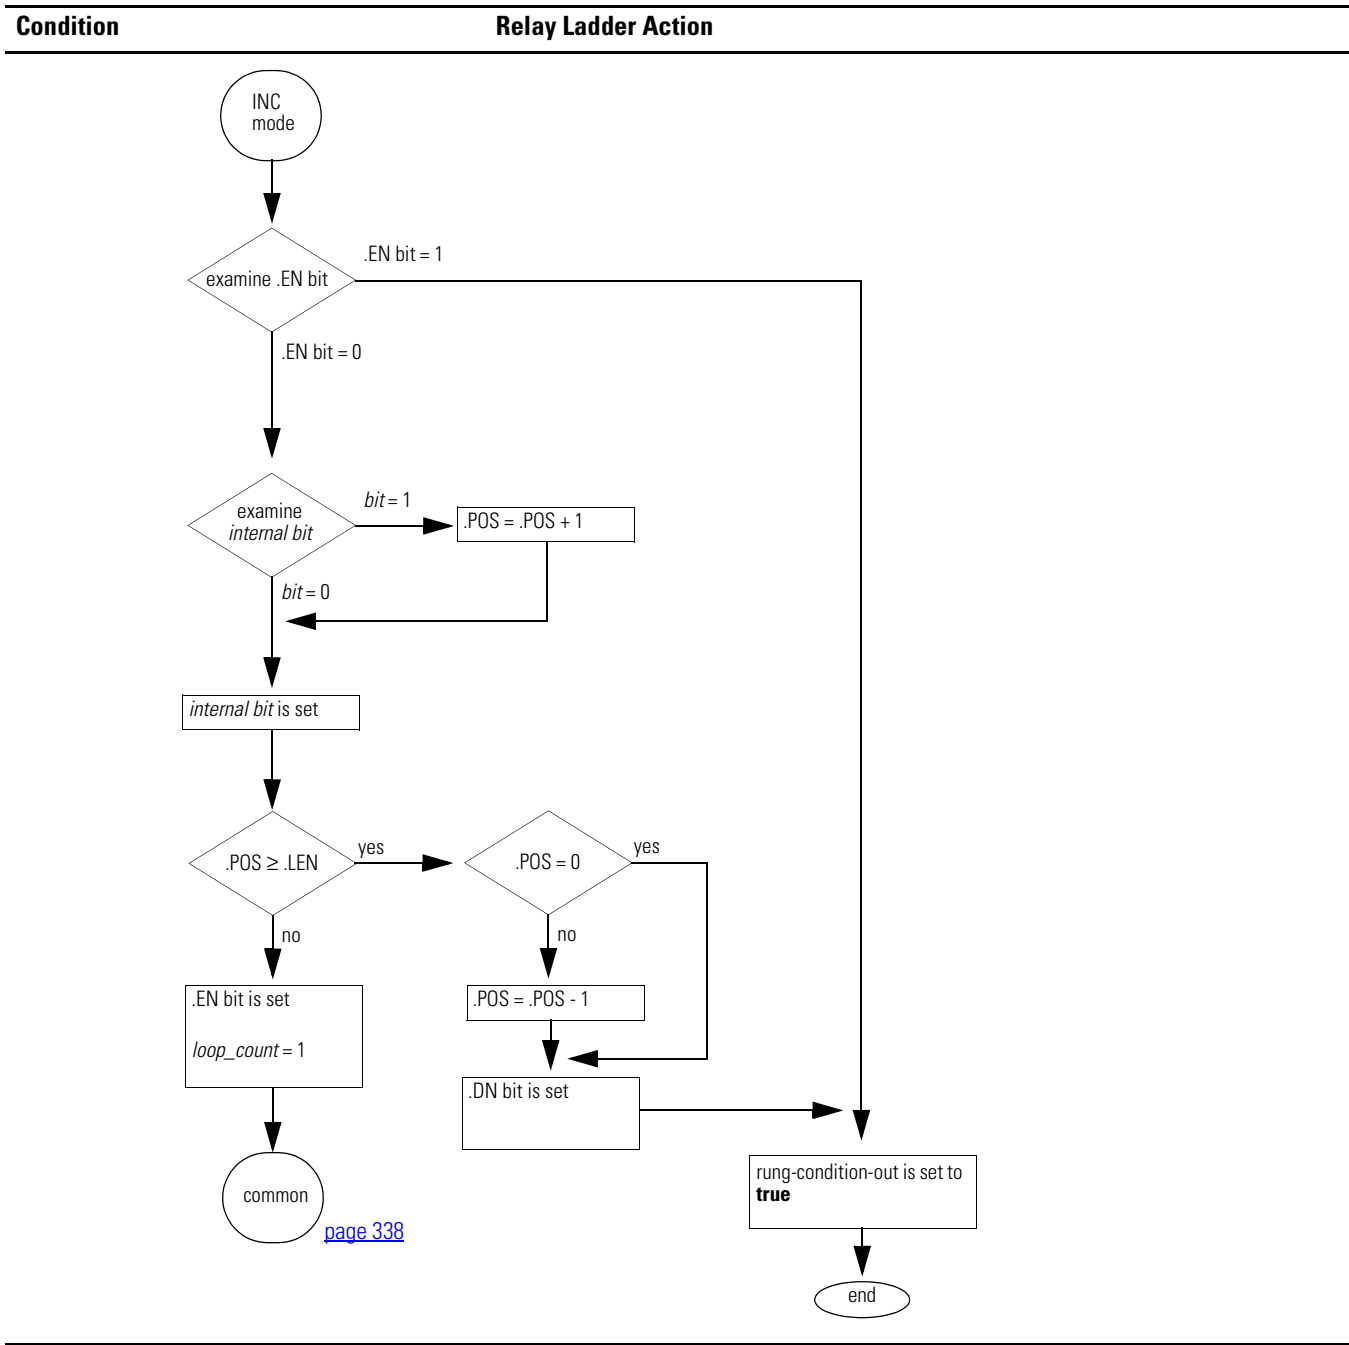 Condition
Relay Ladder Action
INC
mode
.EN bit = 1
examine .EN bit
.EN bit = 0
bit = 1
examine
internal bit
.POS = .POS + 1
bit = 0
internal bit is set
yes
.POS ≥ .LEN
.POS = 0
yes
no
no
.EN bit is set
loop_count = 1
.POS = .POS - 1
.DN bit is set
common
page 338
rung-condition-out is set to
true
end